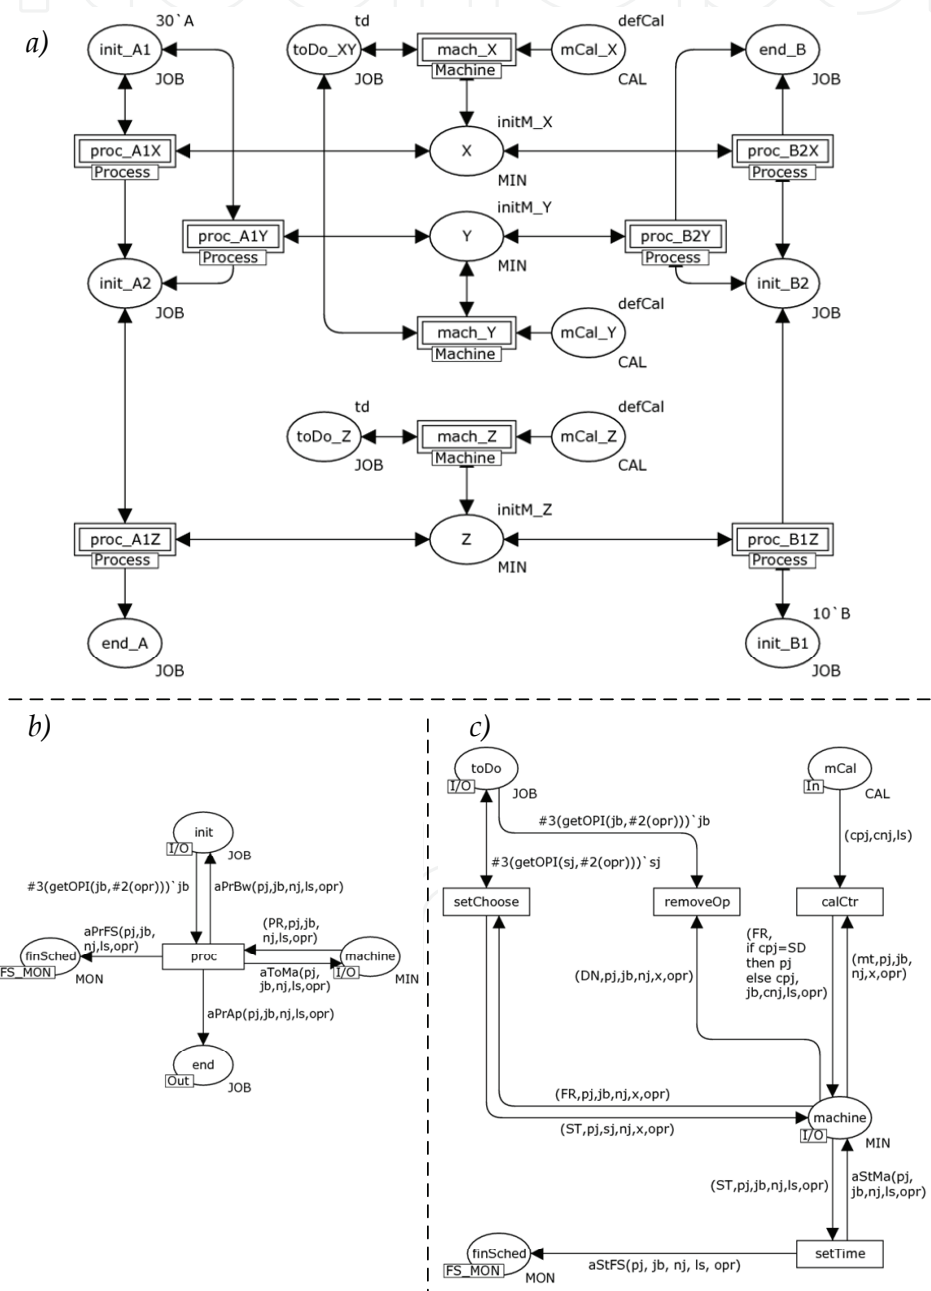 a)
30`A
init_A1
JOB
td
toDo_XY
JOB
mach_X
Machine
defCal
mCal_X
CAL
end_B
JOB
proc_A1X
Process
initM_X
X
MIN
proc_B2X
Process
proc_A1Y
Process
initM_Y
Y
MIN
proc_B2Y
Process
init_A2
JOB
init_B2
JOB
mach_Y
Machine
defCal
mCal_Y
CAL
td
toDo_Z
JOB
mach_Z
Machine
defCal
mCal_Z
CAL
proc_A1Z
Process
initM_Z
Z
MIN
proc_B1Z
Process
end_A
JOB
10`B
init_B1
JOB
b)
init
I/O
JOB
#3(getOPI(jb,#2(opr)))`jb
aPrBw(pj,jb,nj,ls,opr)
aPrFS(pj,jb,
nj,ls,opr)
(PR,pj,jb,
nj,ls,opr)
finSched
FS_MON
MON
proc
machine
I/O
MIN
aToMa(pj,
jb,nj,ls,opr)
aPrAp(pj,jb,nj,ls,opr)
end
Out
JOB
c)
toDo
I/O
JOB
mCal
In
CAL
#3(getOPI(jb,#2(opr)))`jb
(cpj,cnj,ls)
#3(getOPI(sj,#2(opr)))`sj
setChoose
removeOp
calCtr
(FR,
if cpj=SD
then pj
else cpj,
jb,cnj,ls,opr)
(mt,pj,jb,
nj,x,opr)
(DN,pj,jb,nj,x,opr)
(FR,pj,jb,nj,x,opr)
(ST,pj,sj,nj,x,opr)
machine
I/O
MIN
(ST,pj,jb,nj,ls,opr)
aStMa(pj,
jb,nj,ls,opr)
finSched
FS_MON
MON
aStFS(pj, jb, nj, ls, opr)
setTime